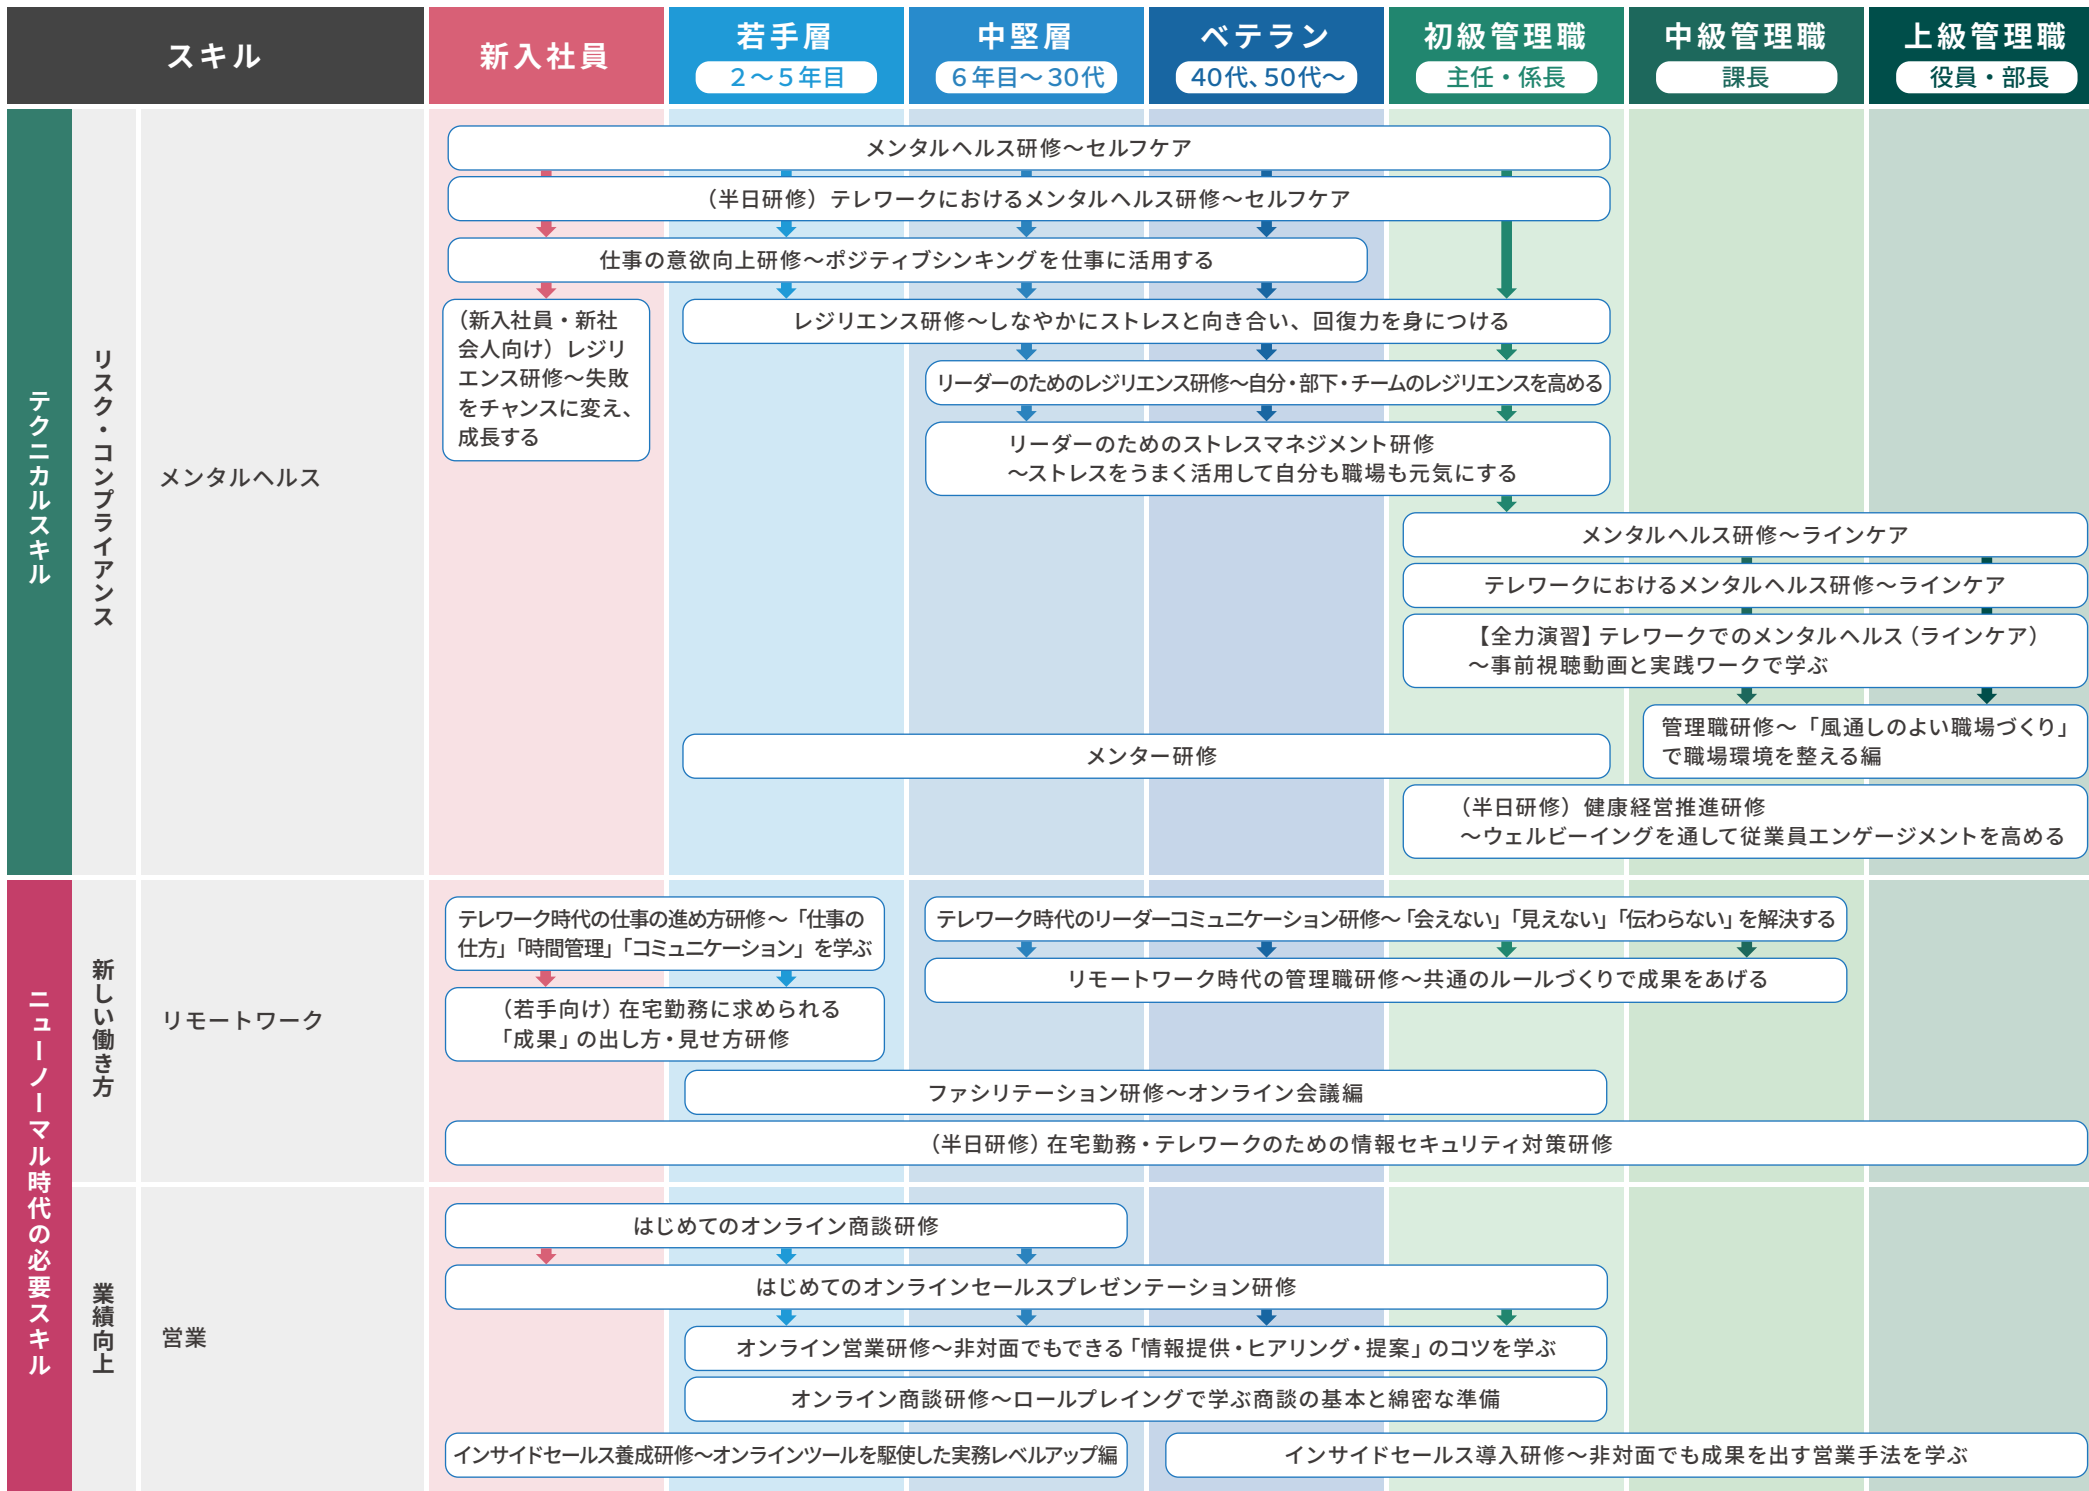 スキル
新入社員
若手層
2〜5年目
中堅層
6年目〜30代
ベテラン
40代、50代〜
初級管理職
主任・係長
中級管理職
課長
上級管理職
役員・部長
テクニカルスキル
リスク・コンプライアンス
メンタルヘルス
メンタルヘルス研修〜セルフケア
（半日研修）テレワークにおけるメンタルヘルス研修〜セルフケア
仕事の意欲向上研修〜ポジティブシンキングを仕事に活用する
（新入社員・新社
会人向け）レジリ
エンス研修〜失敗
をチャンスに変え、
成長する
レジリエンス研修〜しなやかにストレスと向き合い、回復力を身につける
リーダーのためのレジリエンス研修〜自分・部下・チームのレジリエンスを高める
リーダーのためのストレスマネジメント研修
〜ストレスをうまく活用して自分も職場も元気にする
メンタルヘルス研修〜ラインケア
テレワークにおけるメンタルヘルス研修〜ラインケア
【全力演習】テレワークでのメンタルヘルス（ラインケア）
〜事前視聴動画と実践ワークで学ぶ
管理職研修〜「風通しのよい職場づくり」
で職場環境を整える編
メンター研修
（半日研修）健康経営推進研修
〜ウェルビーイングを通して従業員エンゲージメントを高める
ニューノーマル時代の必要スキル
新しい働き方
リモートワーク
テレワーク時代の仕事の進め方研修〜「仕事の
仕方」「時間管理」「コミュニケーション」を学ぶ
テレワーク時代のリーダーコミュニケーション研修〜「会えない」「見えない」「伝わらない」を解決する
リモートワーク時代の管理職研修〜共通のルールづくりで成果をあげる
（若手向け）在宅勤務に求められる
「成果」の出し方・見せ方研修
ファシリテーション研修〜オンライン会議編
（半日研修）在宅勤務・テレワークのための情報セキュリティ対策研修
業績向上
営業
はじめてのオンライン商談研修
はじめてのオンラインセールスプレゼンテーション研修
オンライン営業研修〜非対面でもできる「情報提供・ヒアリング・提案」のコツを学ぶ
オンライン商談研修〜ロールプレイングで学ぶ商談の基本と綿密な準備
インサイドセールス養成研修〜オンラインツールを駆使した実務レベルアップ編
インサイドセールス導入研修〜非対面でも成果を出す営業手法を学ぶ